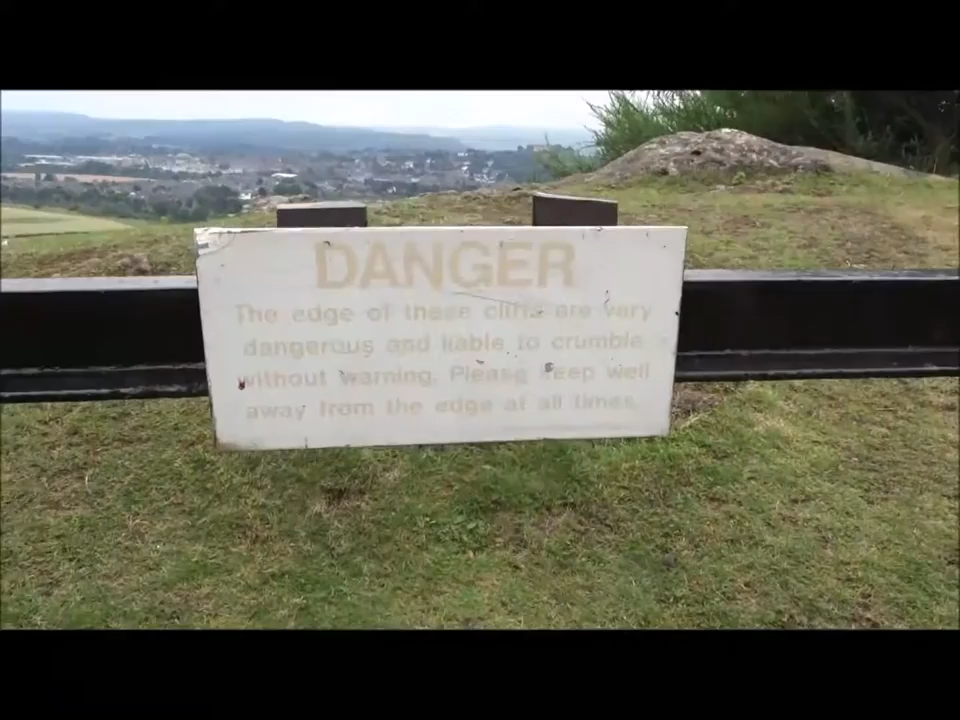 DANGER
The edge of these cliffs are vary
dangerous and liable to crumble
without warning. Please keep well
away from the edge at all times.